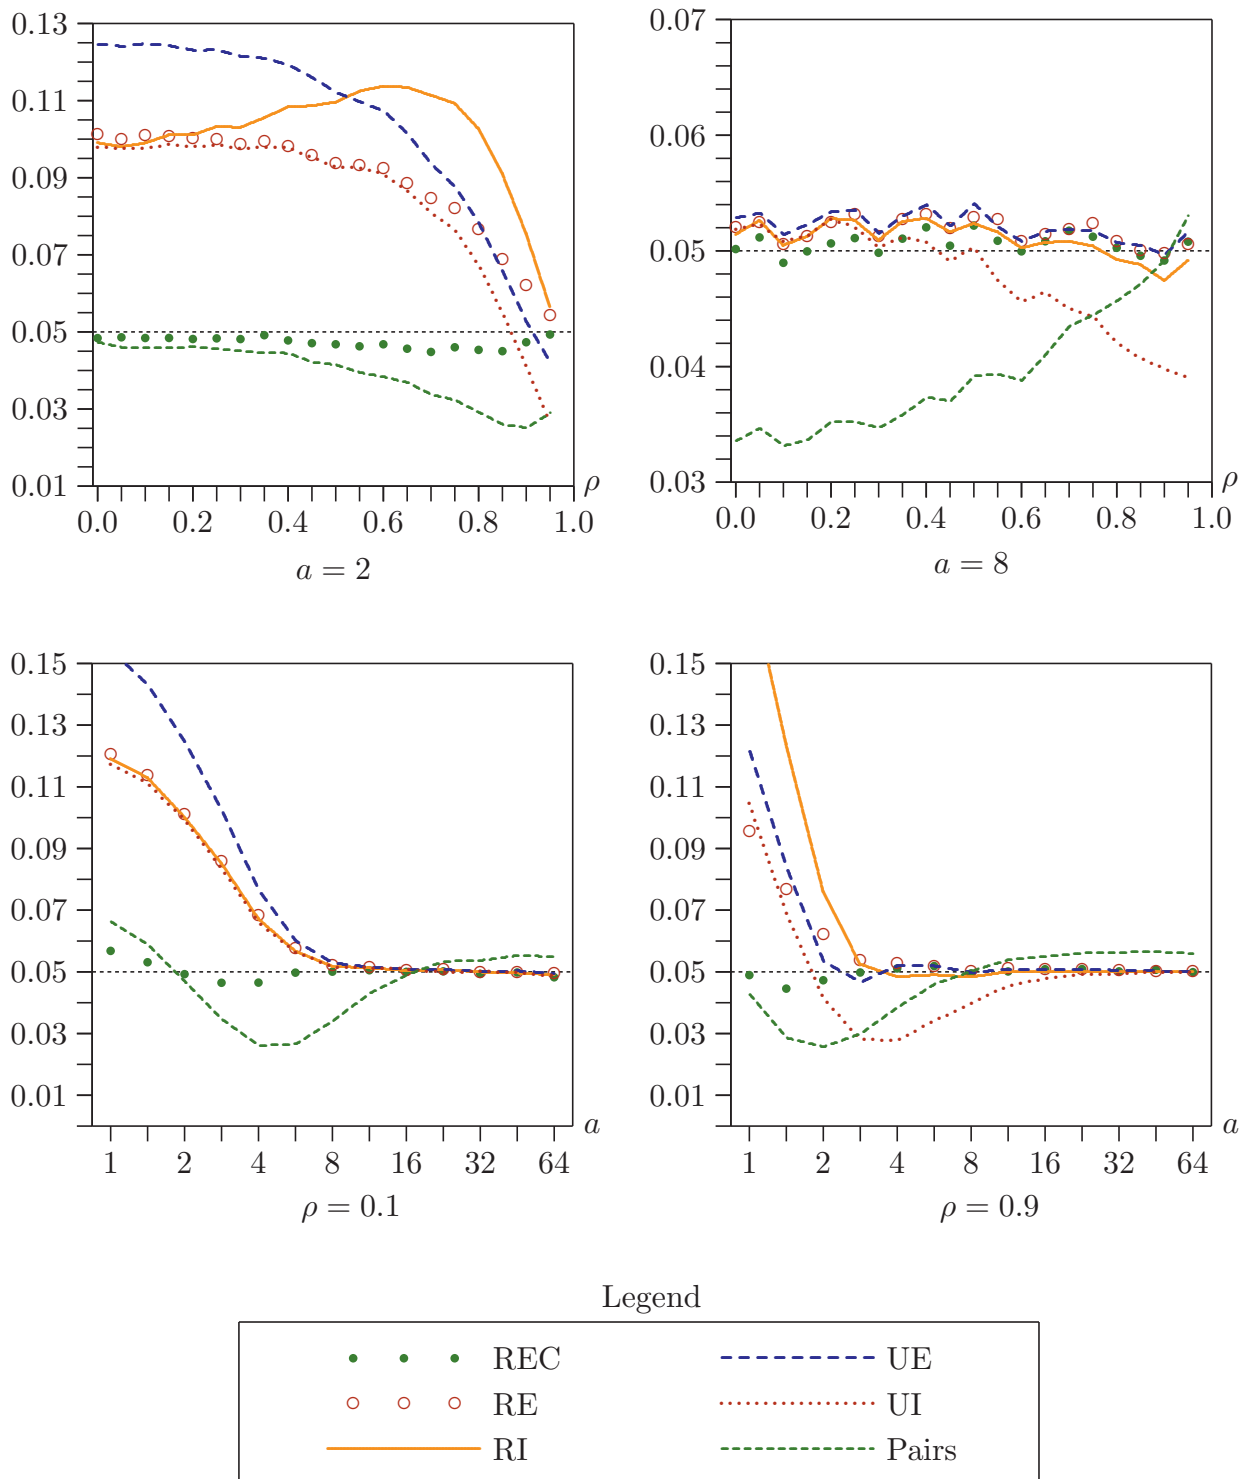 0.13
0.11
0.09
0.07
0.05
0.03
0.01
0.0 0.2 0.4 0.6 0.8 1.0
ρ
a = 2
0.07
0.06
0.05
0.04
0.03
0.0 0.2 0.4 0.6 0.8 1.0
ρ
a = 8
0.15
0.13
0.11
0.09
0.07
0.05
0.03
0.01
1 2 4 8 16 32 64
a
ρ = 0.1
0.15
0.13
0.11
0.09
0.07
0.05
0.03
0.01
1 2 4 8 16 32 64
a
ρ = 0.9
Legend
REC
RE
RI
UE
UI
Pairs